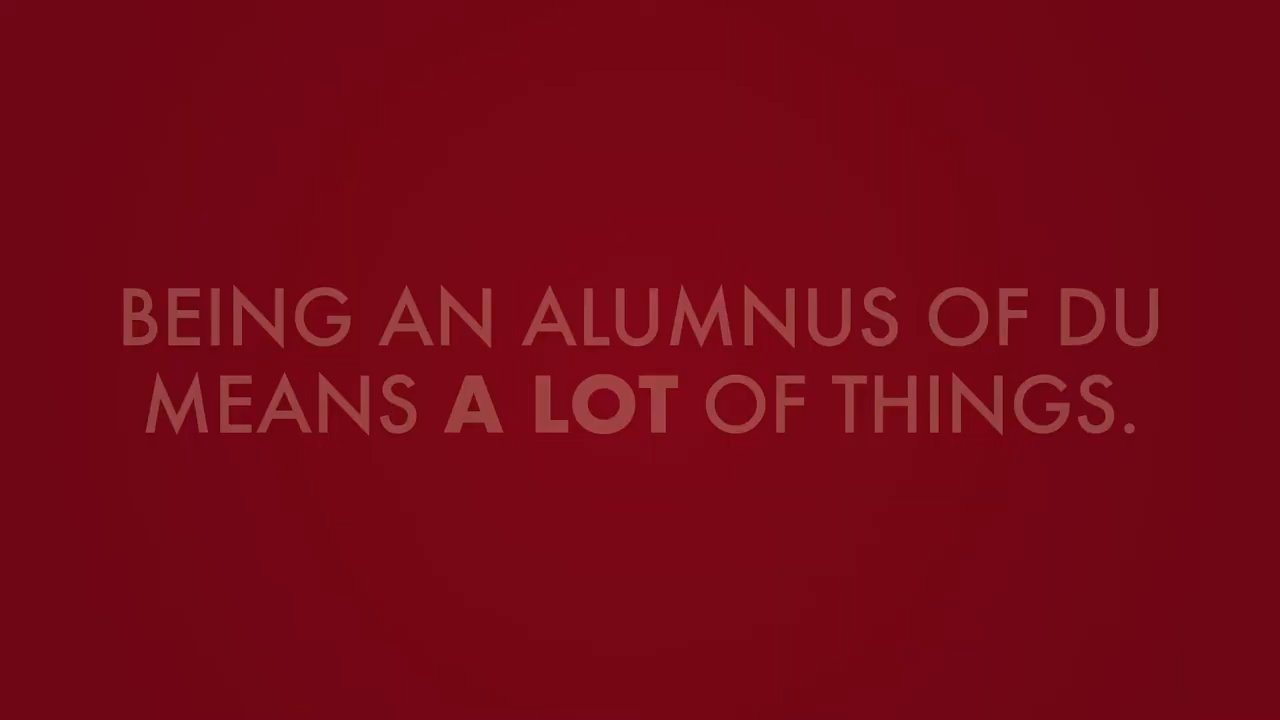 BEING AN ALUMNUS OF DU
MEANS A LOT OF THINGS.